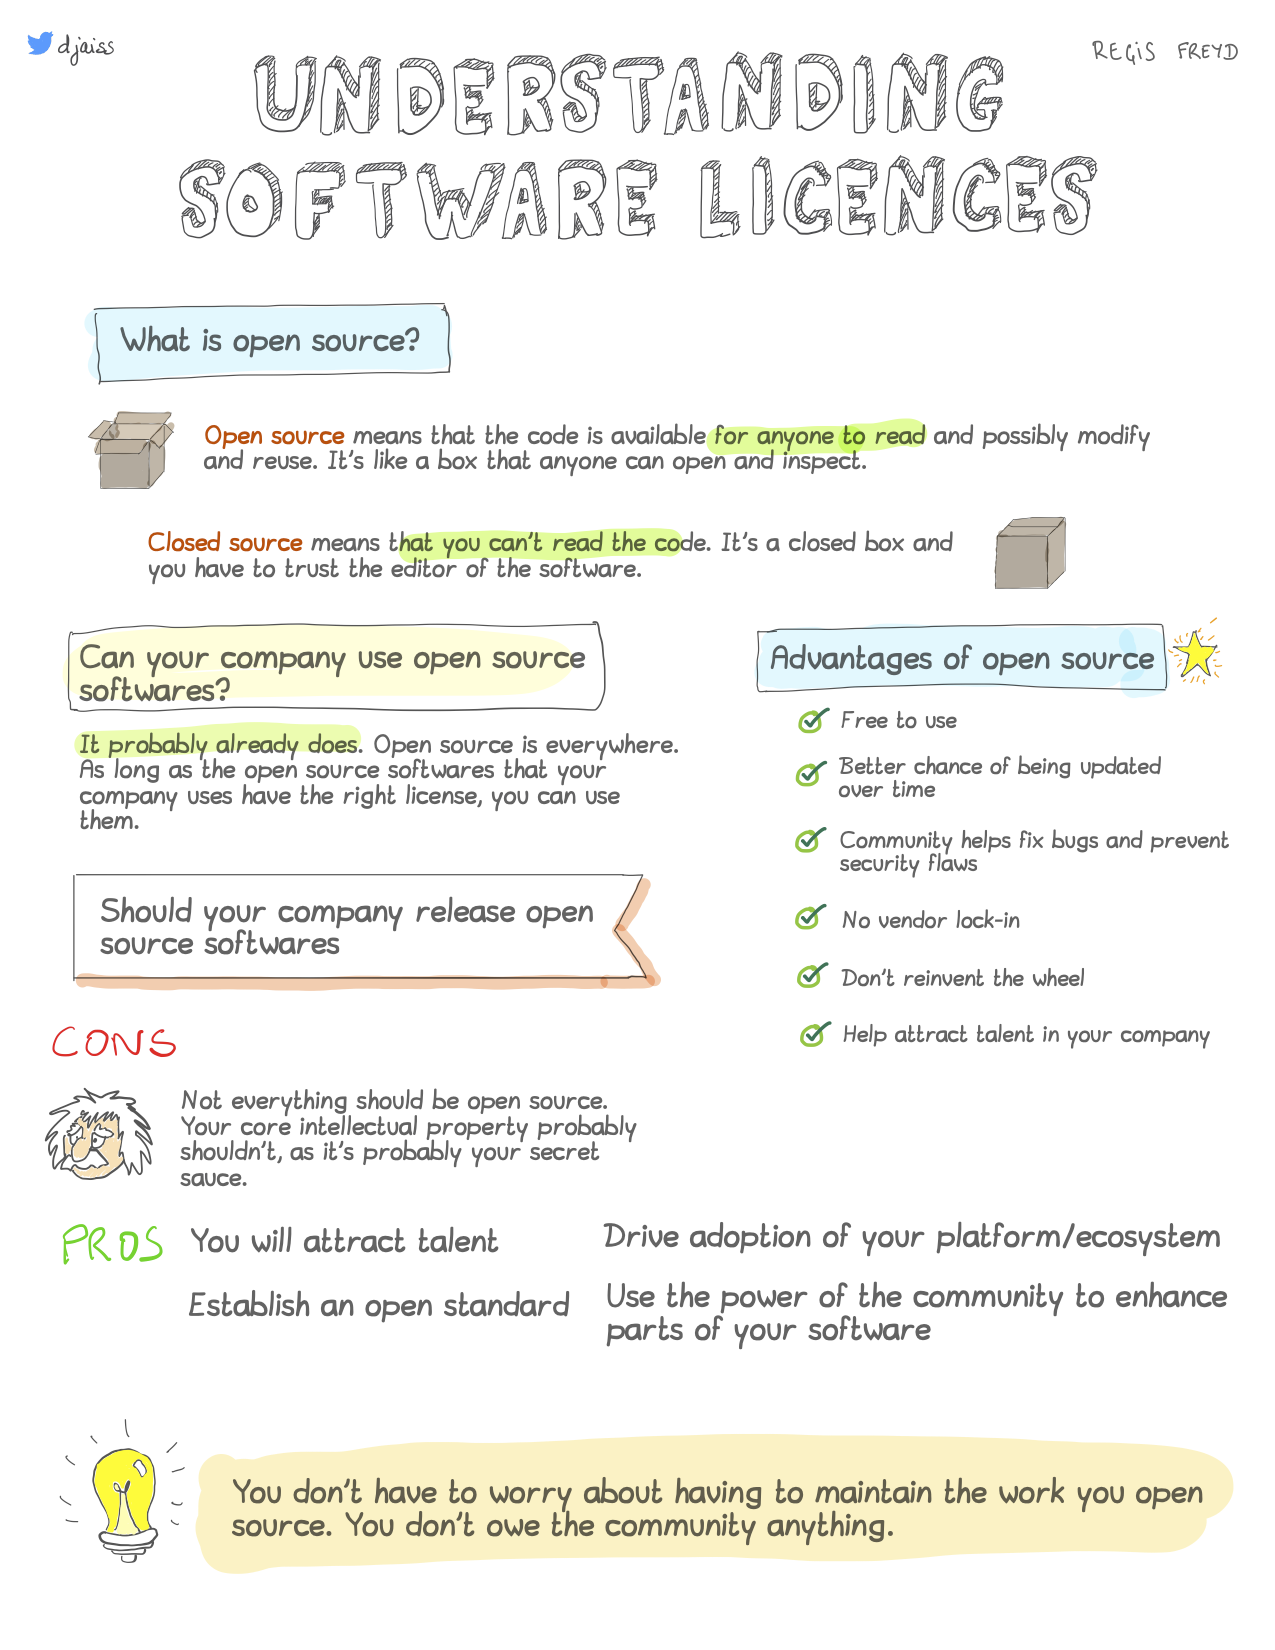 djaiss
REGIS FREYD
UNDERSTANDING
SOFTWARE LICENCES
What is open source?
Open source means that the code is available for anyone to read and possibly modify
and reuse. It's like a box that anyone can open and inspect.
Closed source means that you can't read the code. It's a closed box and
you have to trust the editor of the software.
Can your company use open source
softwares?
It probably already does. Open source is everywhere.
As long as the open source softwares that your
company uses have the right license, you can use
them.
Advantages of open source
Free to use
Better chance of being updated
over time
Community helps fix bugs and prevent
security flaws
No vendor lock-in
Don't reinvent the wheel
Help attract talent in your company
Should your company release open
source softwares
CONS
Not everything should be open source.
Your core intellectual property probably
shouldn't, as it's probably your secret
sauce.
PROS
You will attract talent
Establish an open standard
Drive adoption of your platform/ecosystem
Use the power of the community to enhance
parts of your software
You don't have to worry about having to maintain the work you open
source. You don't owe the community anything.